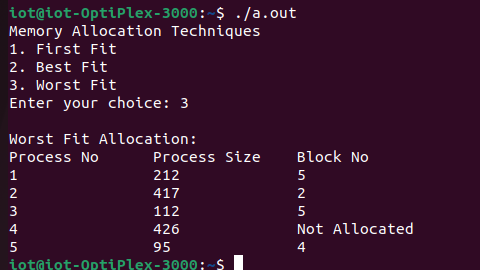 iot@iot-OptiPlex-3000:~$ ./a.out
Memory Allocation Techniques
1. First Fit
2. Best Fit
3. Worst Fit
Enter your choice: 3
Worst Fit Allocation:
Process No Process Size Block No
1 212 5
2 417 2
3 112 5
4 426 Not Allocated
5 95 4
iot@iot-OptiPlex-3000:~$